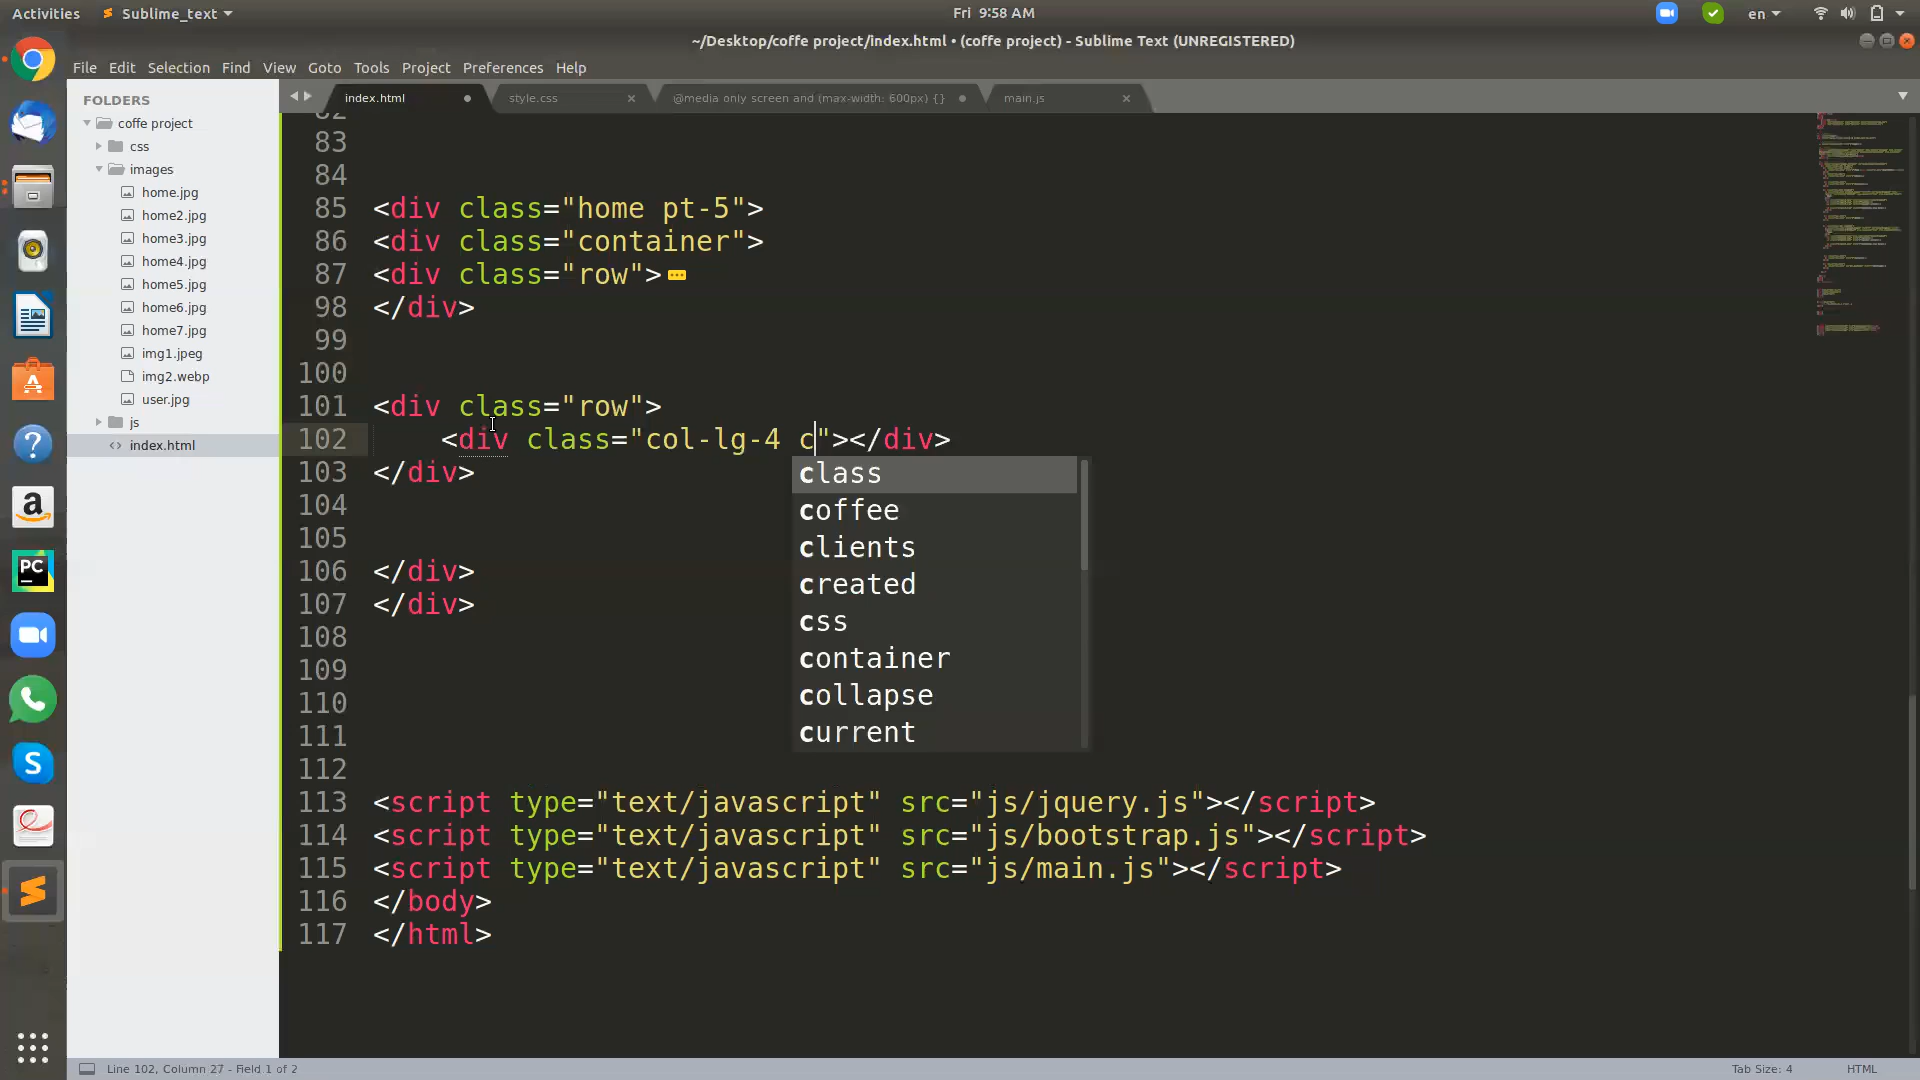 Activities Sublime_text Fri 9:58 AM en
~/Desktop/coffe project/index.html • (coffe project) - Sublime Text (UNREGISTERED)
File Edit Selection Find View Goto Tools Project Preferences Help
FOLDERS
coffe project
css
images
home.jpg
home2.jpg
home3.jpg
home4.jpg
home5.jpg
home6.jpg
home7.jpg
img1.jpeg
img2.webp
user.jpg
js
index.html
index.html style.css @media only screen and (max-width: 600px) {} main.js
82
83
84
85 <div class="home pt-5">
86 <div class="container">
87 <div class="row">
98 </div>
99
100
101 <div class="row">
102 <div class="col-lg-4 c"></div>
103 </div>
104
105
106 </div>
107 </div>
108
109
110
111
112
113 <script type="text/javascript" src="js/jquery.js"></script>
114 <script type="text/javascript" src="js/bootstrap.js"></script>
115 <script type="text/javascript" src="js/main.js"></script>
116 </body>
117 </html>
class
coffee
clients
created
css
container
collapse
current
PC
Line 102, Column 27 - Field 1 of 2 Tab Size: 4 HTML